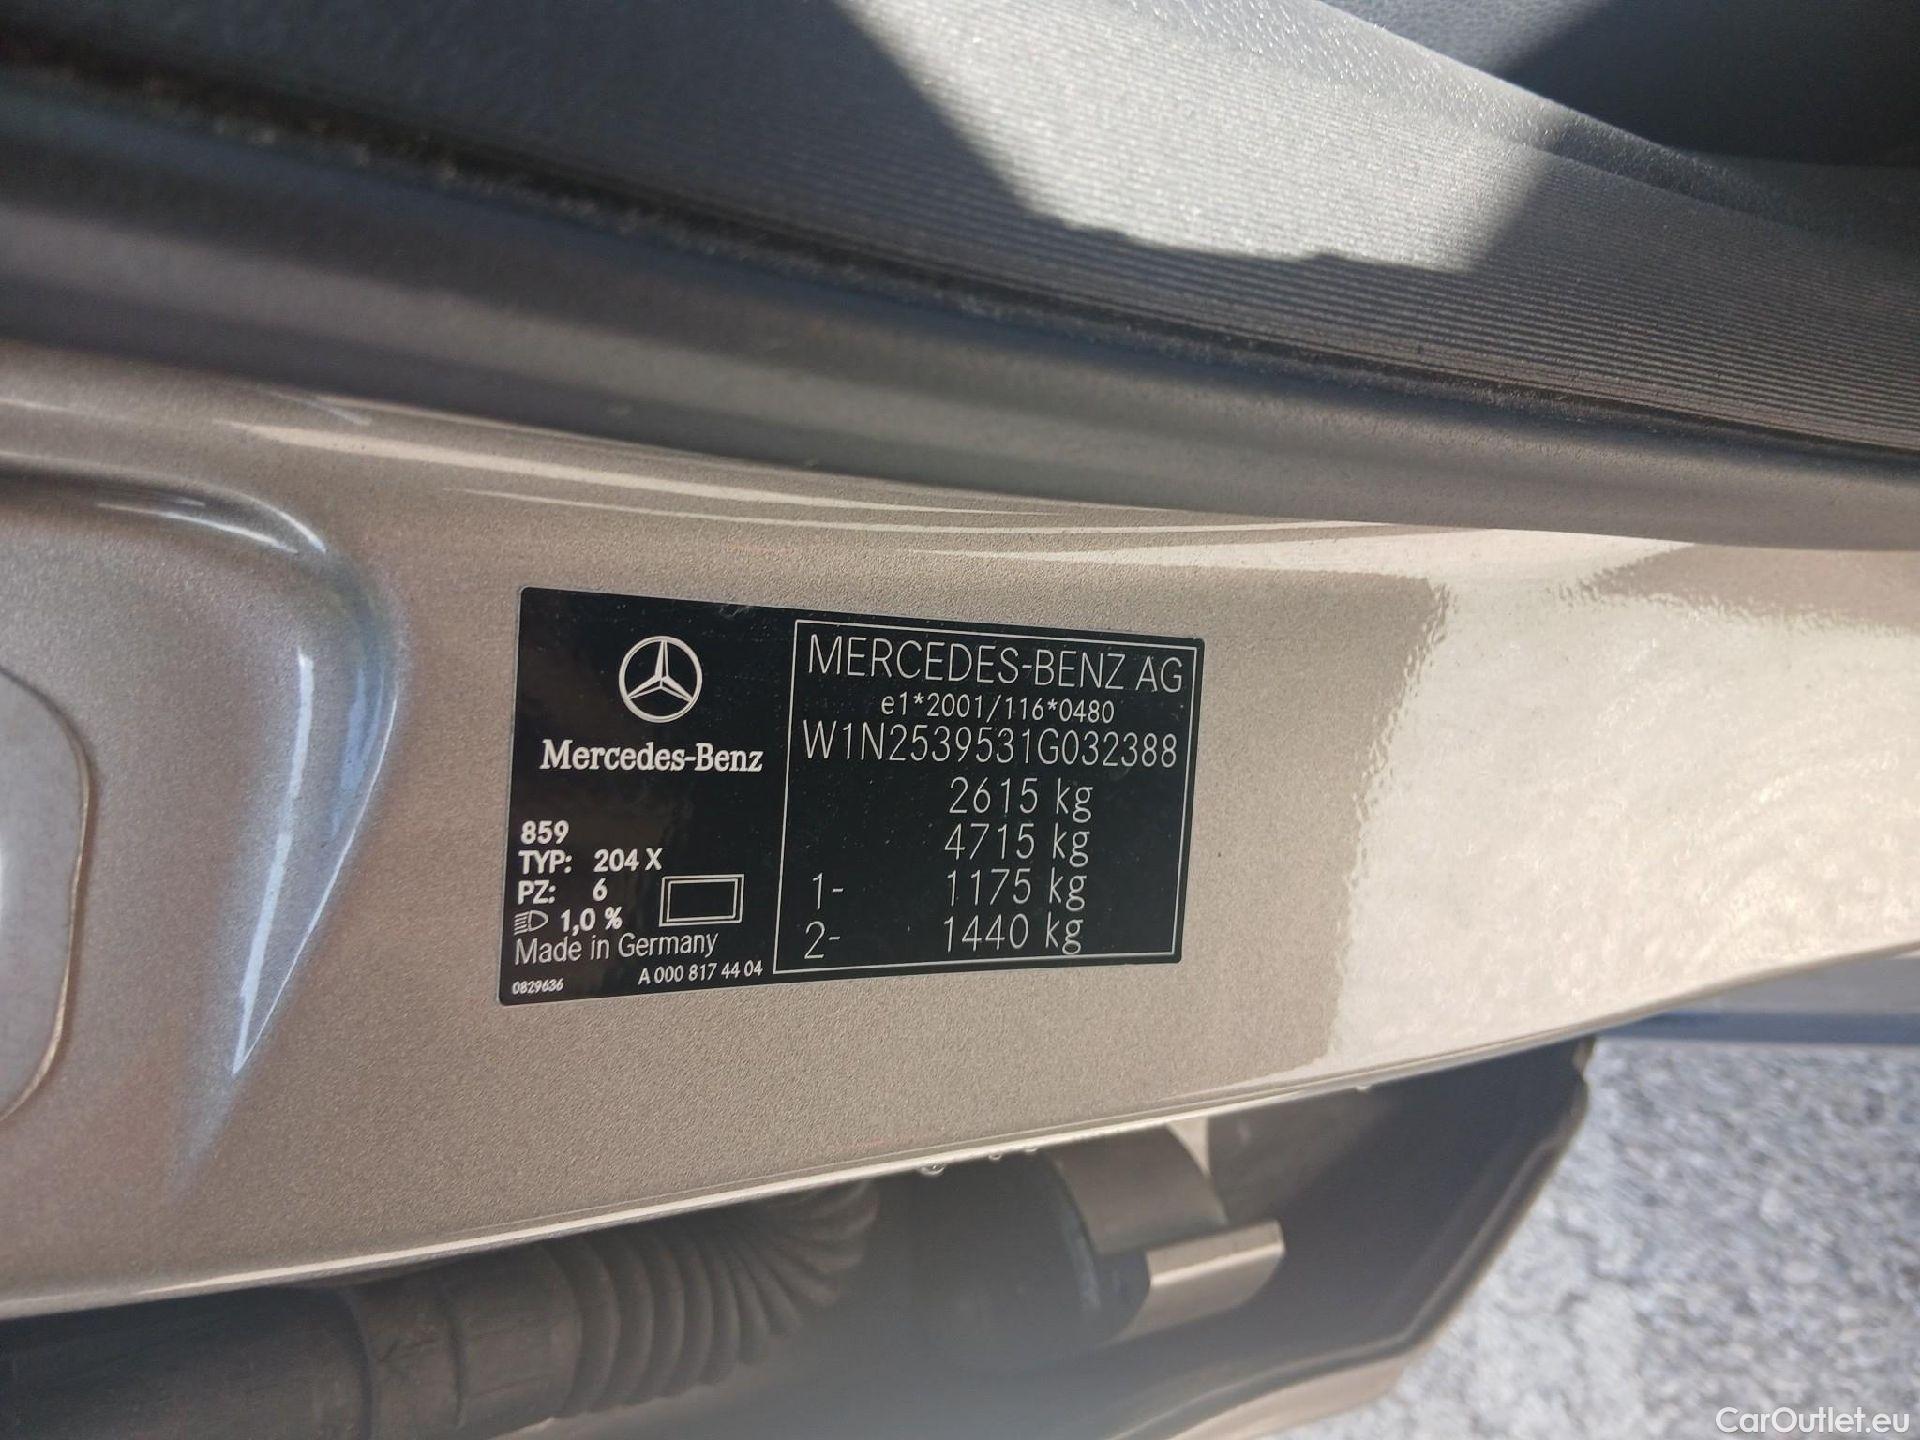 Mercedes-Benz
859
TYP: 204 X
PZ: 6
1,0 %
Made in Germany
0829636
A 000 817 44 04
MERCEDES-BENZ AG
e1*2001/116*0480
W1N2539531G032388
2615 kg
4715 kg
1- 1175 kg
2- 1440 kg
CarOutlet.eu